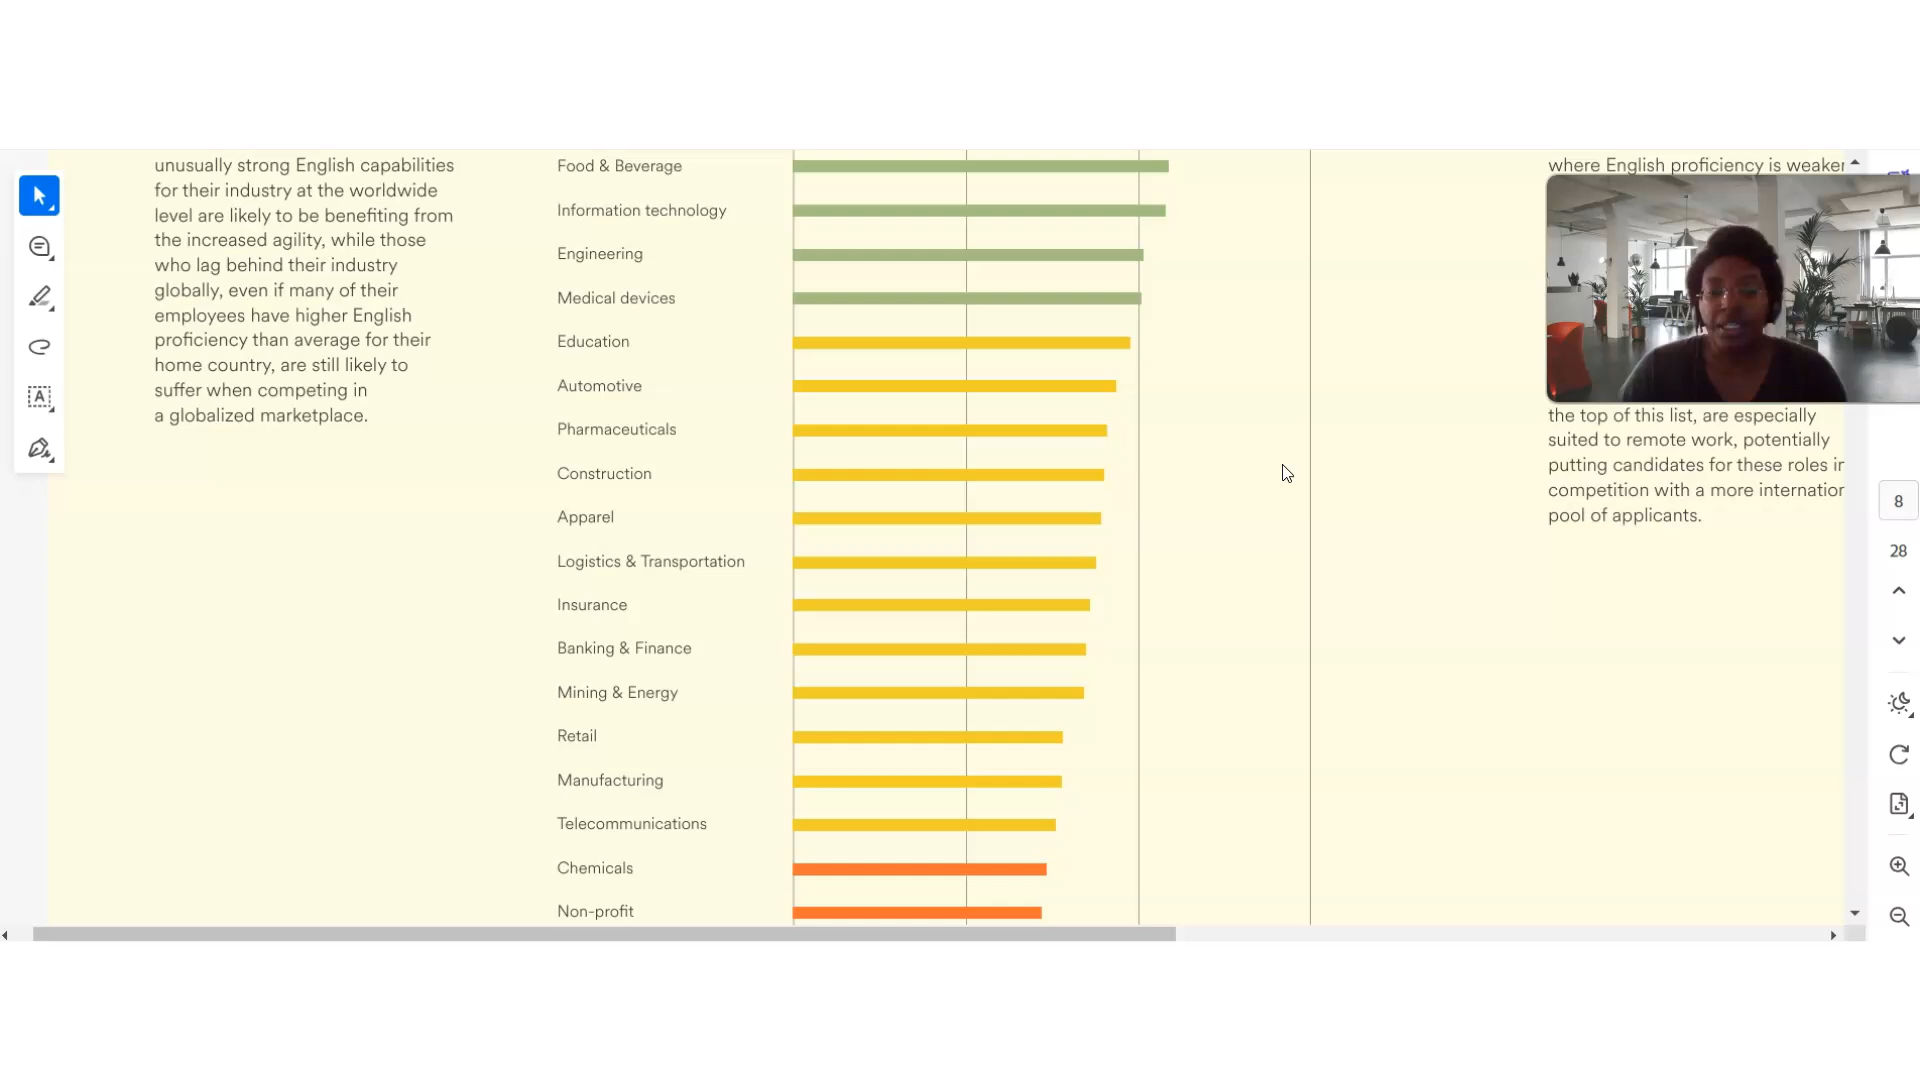 unusually strong English capabilities
for their industry at the worldwide
level are likely to be benefiting from
the increased agility, while those
who lag behind their industry
globally, even if many of their
employees have higher English
proficiency than average for their
home country, are still likely to
suffer when competing in
a globalized marketplace.
Food & Beverage
Information technology
Engineering
Medical devices
Education
Automotive
Pharmaceuticals
Construction
Apparel
Logistics & Transportation
Insurance
Banking & Finance
Mining & Energy
Retail
Manufacturing
Telecommunications
Chemicals
Non-profit
where English proficiency is weaker
the top of this list, are especially
suited to remote work, potentially
putting candidates for these roles in
competition with a more internation
pool of applicants.
8
28